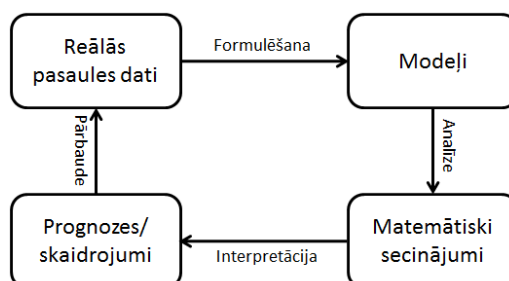 Reālās
pasaules dati
Formulēšana
Modeļi
Pārbaude
Analīze
Prognozes/
skaidrojumi
Interpretācija
Matemātiski
secinājumi